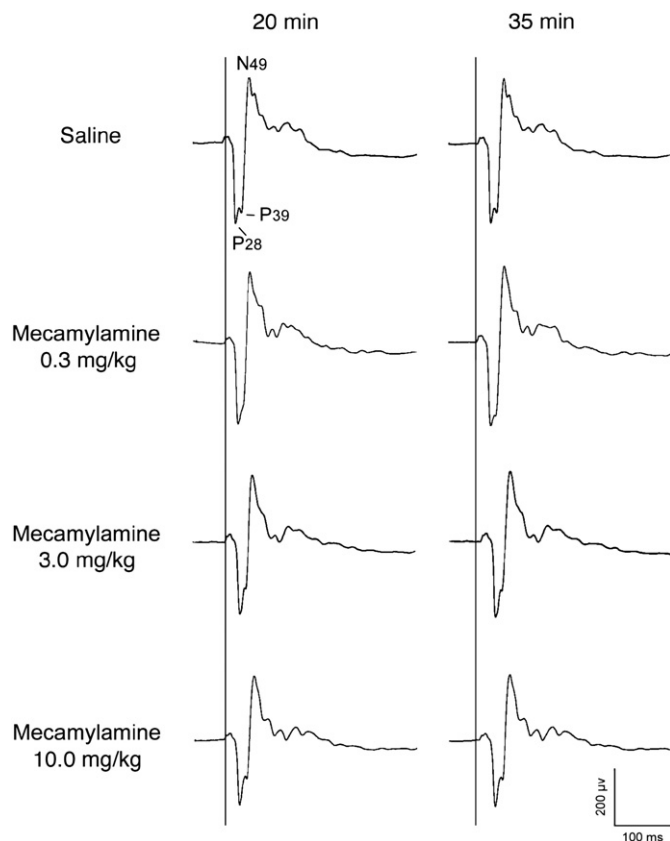 20 min 35 min
N49
Saline
P39
P28
Mecamylamine
0.3 mg/kg
Mecamylamine
3.0 mg/kg
Mecamylamine
10.0 mg/kg
200 μv
100 ms